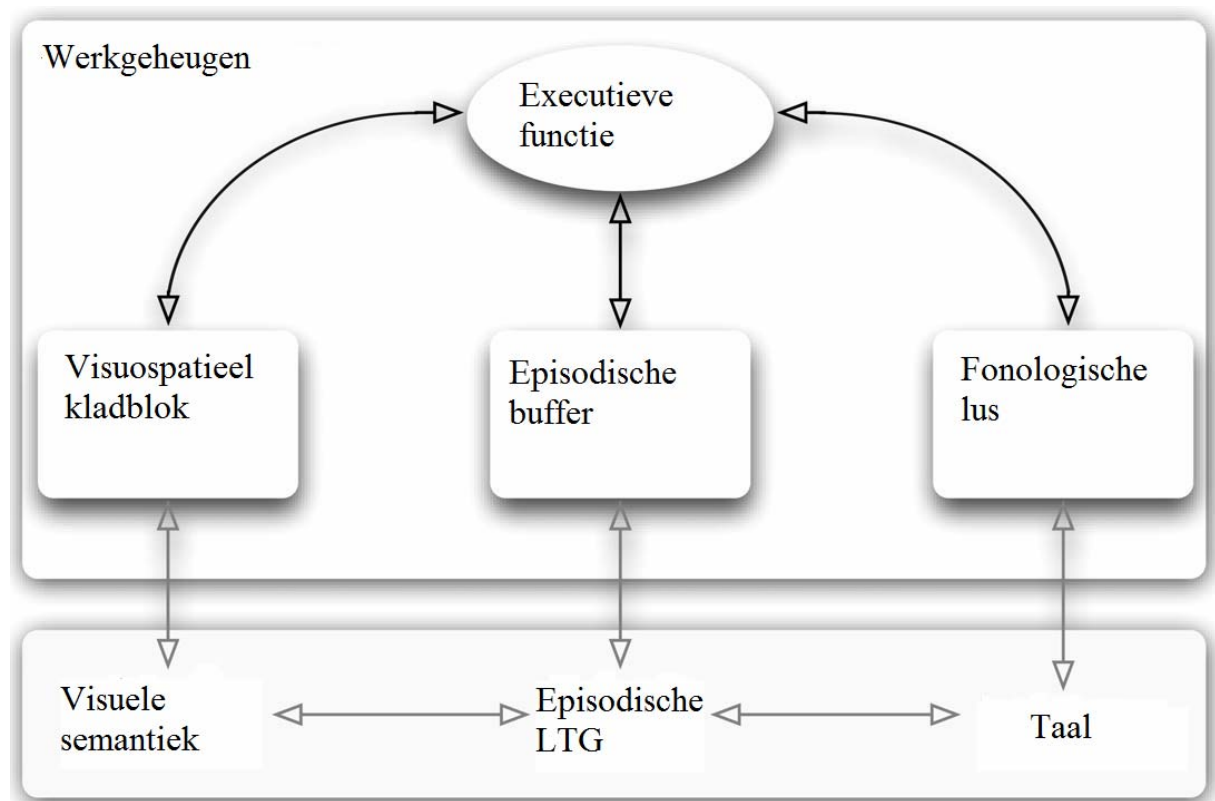 Werkgeheugen
Executieve
functie
Visuospatieel
kladblok
Episodische
buffer
Fonologische
lus
Visuele
semantiek
Episodische
LTG
Taal